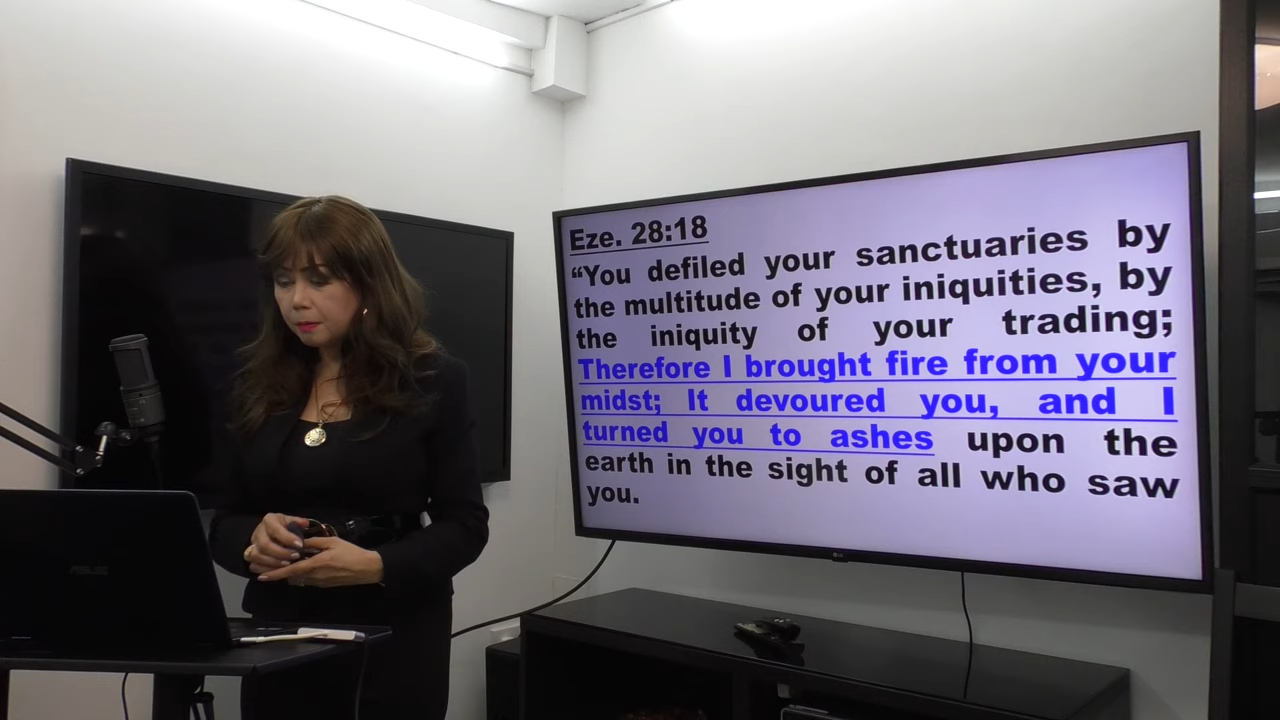 Eze. 28:18
“You defiled your sanctuaries by
the multitude of your iniquities, by
the iniquity of your trading;
Therefore I brought fire from your
midst; It devoured you, and I
turned you to ashes upon the
earth in the sight of all who saw
you.
LG
ASUS